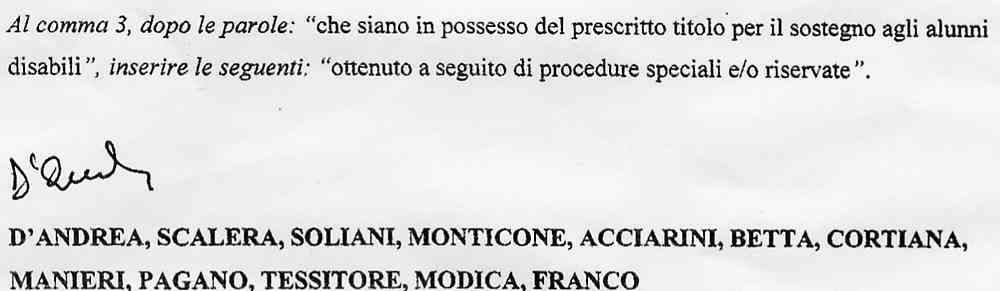 Al comma 3, dopo le parole: “che siano in possesso del prescritto titolo per il sostegno agli alunni
disabili”, inserire le seguenti: “ottenuto a seguito di procedure speciali e/o riservate”.
D'Andrea
D’ANDREA, SCALERA, SOLIANI, MONTICONE, ACCIARINI, BETTA, CORTIANA,
MANIERI, PAGANO, TESSITORE, MODICA, FRANCO